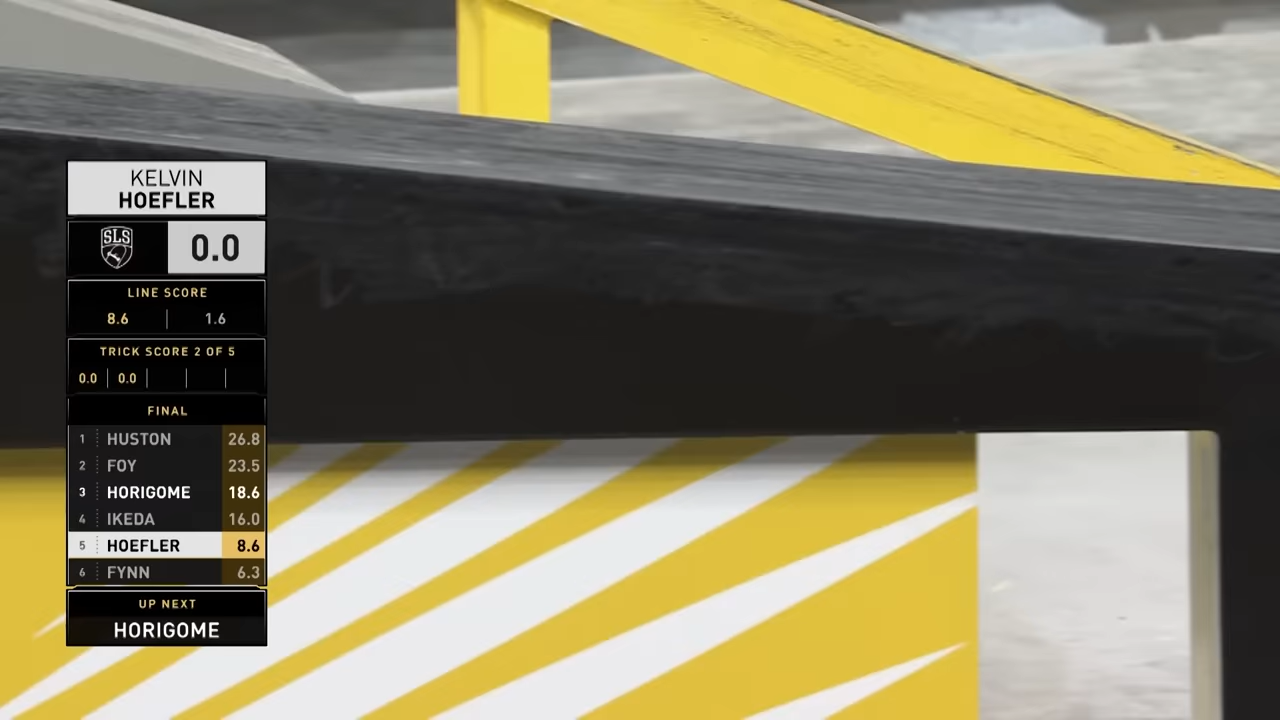 KELVIN
HOEFLER
SLS 0.0
LINE SCORE
8.6 1.6
TRICK SCORE 2 OF 5
0.0 0.0
FINAL
1 HUSTON 26.8
2 FOY 23.5
3 HORIGOME 18.6
4 IKEDA 16.0
5 HOEFLER 8.6
6 FYNN 6.3
UP NEXT
HORIGOME